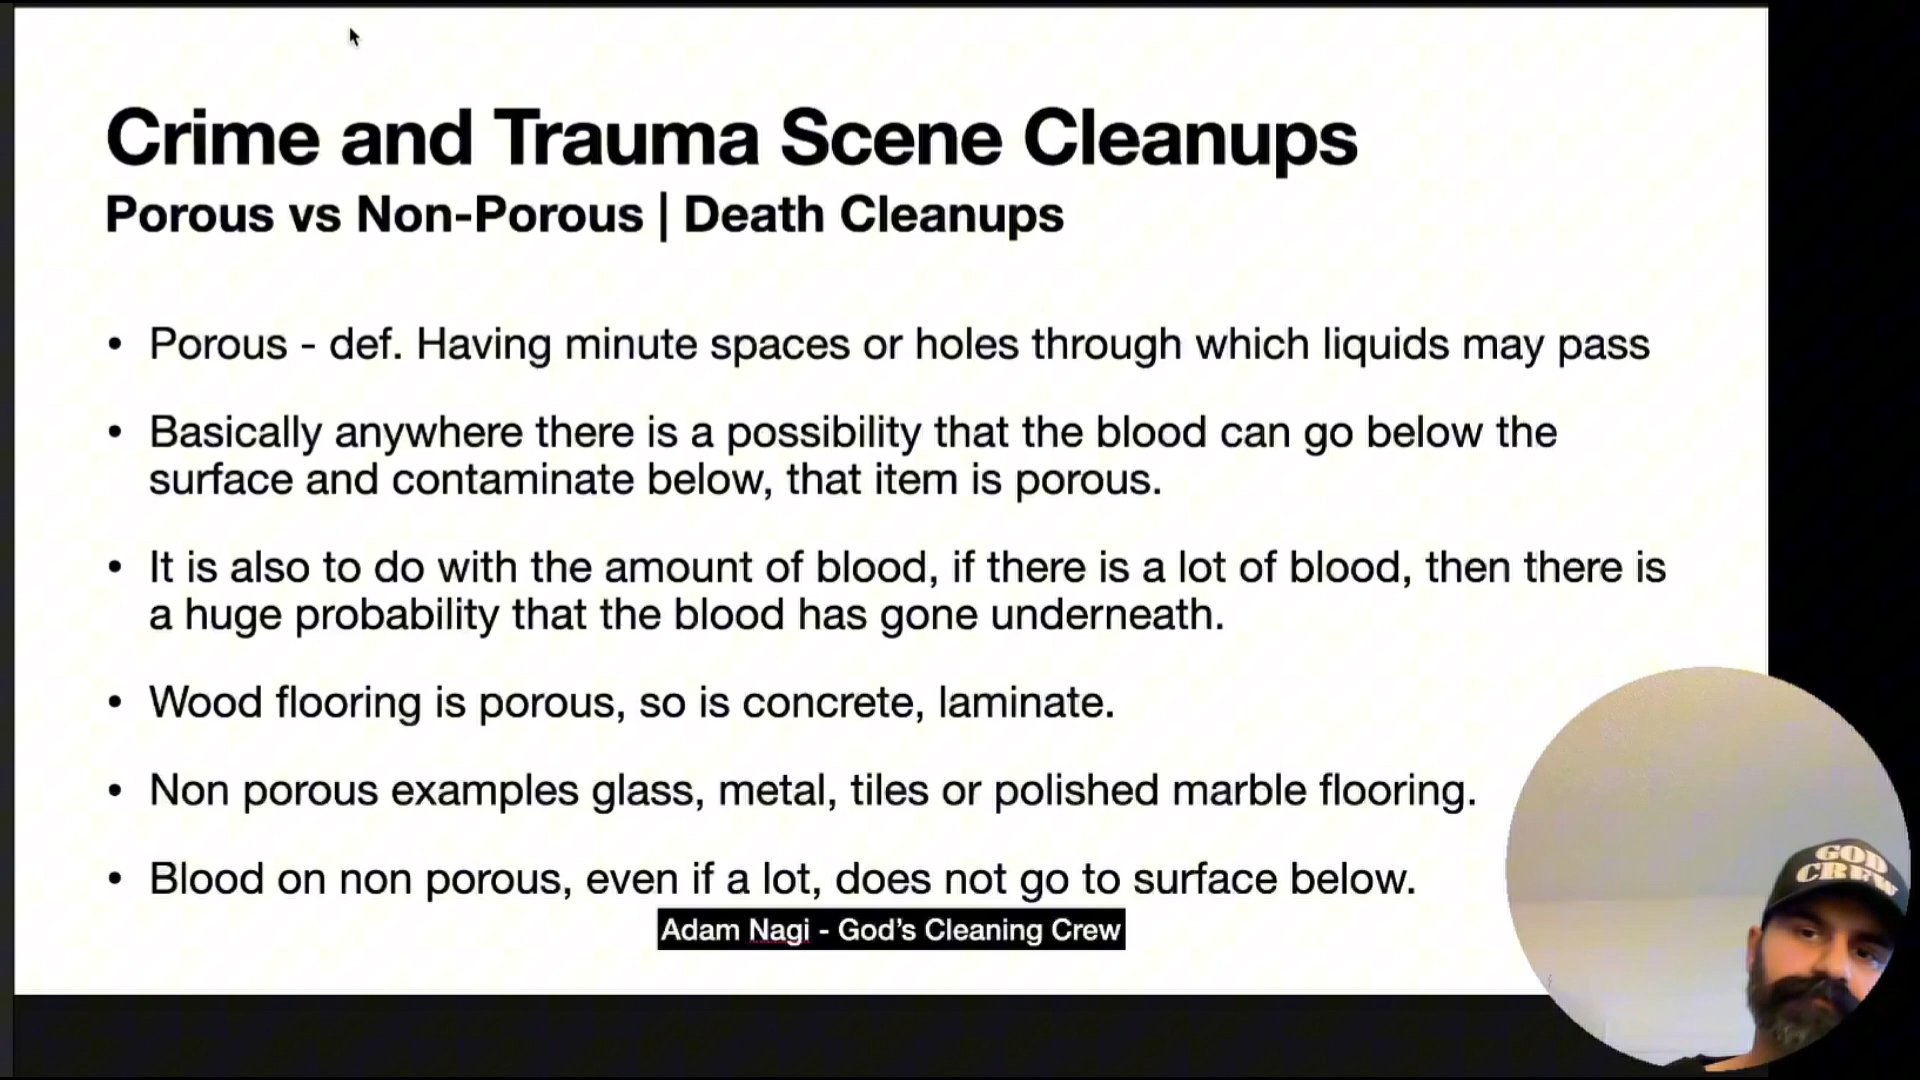 Crime and Trauma Scene Cleanups
Porous vs Non-Porous | Death Cleanups
• Porous - def. Having minute spaces or holes through which liquids may pass
• Basically anywhere there is a possibility that the blood can go below the
surface and contaminate below, that item is porous.
• It is also to do with the amount of blood, if there is a lot of blood, then there is
a huge probability that the blood has gone underneath.
• Wood flooring is porous, so is concrete, laminate.
• Non porous examples glass, metal, tiles or polished marble flooring.
• Blood on non porous, even if a lot, does not go to surface below.
Adam Nagi - God’s Cleaning Crew
GOD
CREW